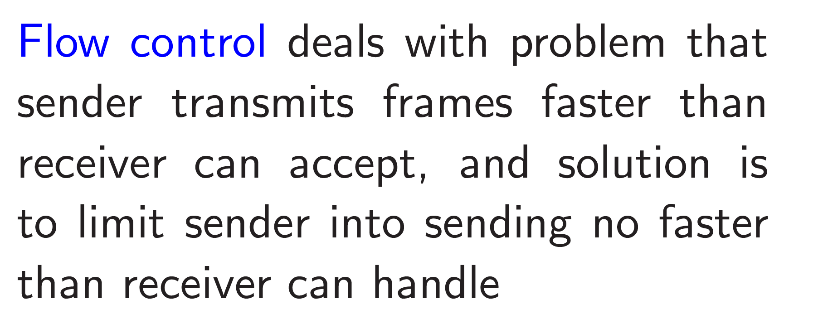 Flow control deals with problem that
sender transmits frames faster than
receiver can accept, and solution is
to limit sender into sending no faster
than receiver can handle